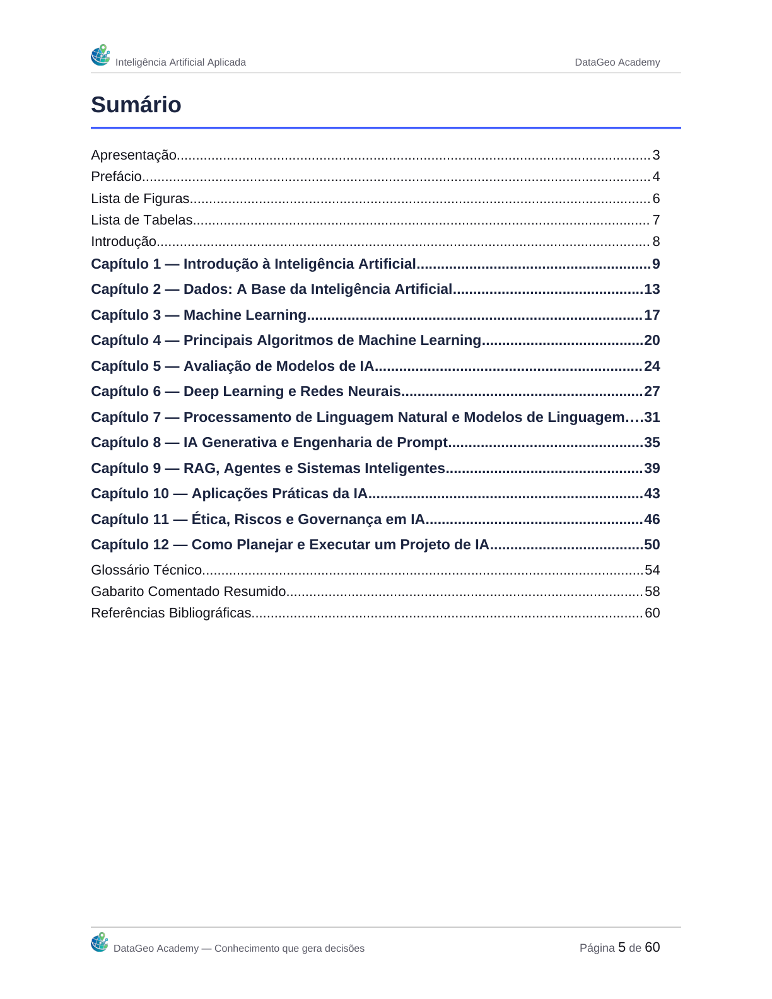 Inteligência Artificial Aplicada DataGeo Academy
Sumário
Apresentação........................................................................................................................... 3
Prefácio.................................................................................................................................... 4
Lista de Figuras....................................................................................................................... 6
Lista de Tabelas...................................................................................................................... 7
Introdução................................................................................................................................ 8
Capítulo 1 — Introdução à Inteligência Artificial.........................................................9
Capítulo 2 — Dados: A Base da Inteligência Artificial..............................................13
Capítulo 3 — Machine Learning..................................................................................17
Capítulo 4 — Principais Algoritmos de Machine Learning.......................................20
Capítulo 5 — Avaliação de Modelos de IA.................................................................24
Capítulo 6 — Deep Learning e Redes Neurais..........................................................27
Capítulo 7 — Processamento de Linguagem Natural e Modelos de Linguagem....31
Capítulo 8 — IA Generativa e Engenharia de Prompt...............................................35
Capítulo 9 — RAG, Agentes e Sistemas Inteligentes................................................39
Capítulo 10 — Aplicações Práticas da IA...................................................................43
Capítulo 11 — Ética, Riscos e Governança em IA.....................................................46
Capítulo 12 — Como Planejar e Executar um Projeto de IA.....................................50
Glossário Técnico.................................................................................................................. 54
Gabarito Comentado Resumido............................................................................................ 58
Referências Bibliográficas..................................................................................................... 60
DataGeo Academy — Conhecimento que gera decisões Página 5 de 60